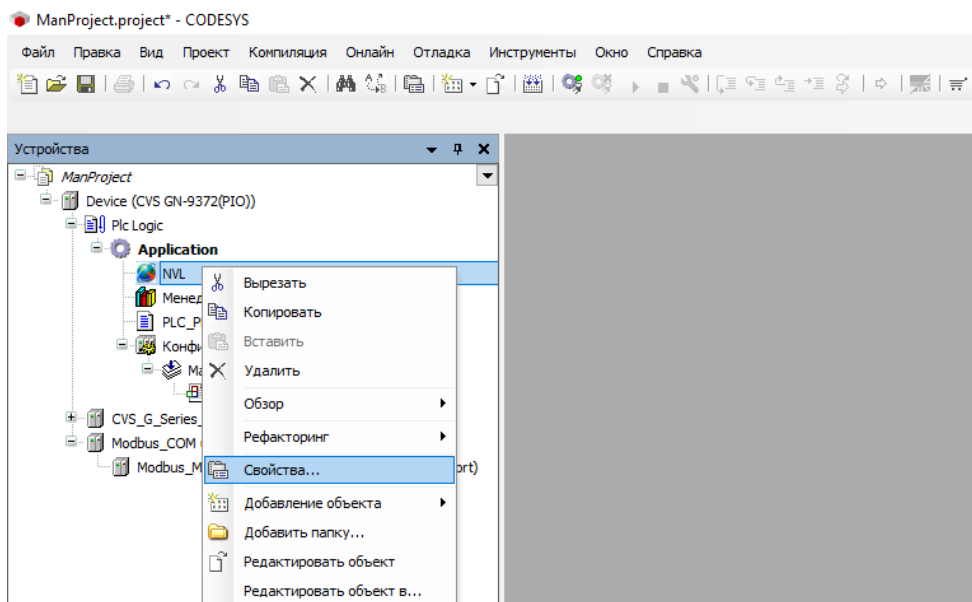 ManProject.project* - CODESYS
Файл Правка Вид Проект Компиляция Онлайн Отладка Инструменты Окно Справка
Устройства
ManProject
Device (CVS GN-9372(PIO))
Plc Logic
Application
NVL
Вырезать
Копировать
Вставить
Удалить
Обзор
Рефакторинг
Свойства...
Добавление объекта
Добавить папку...
Редактировать объект
Редактировать объект в...
Менед
PLC_P
Конфи
Ма
CVS_G_Series_
Modbus_COM
Modbus_M
ort)